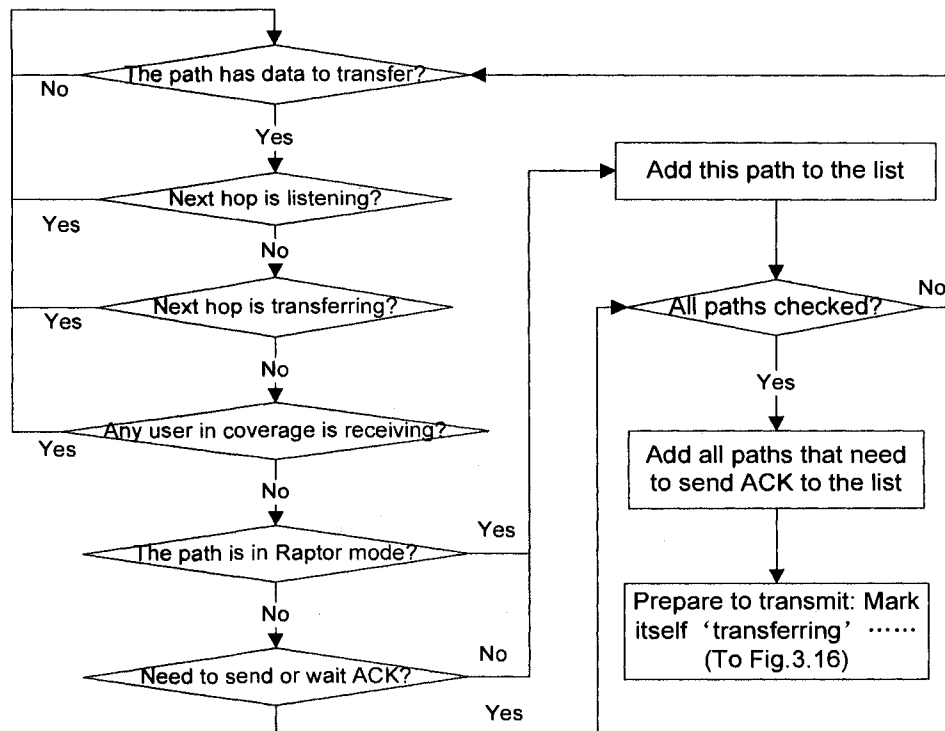 The path has data to transfer?
No
Yes
Next hop is listening?
Yes
No
Next hop is transferring?
Yes
No
Any user in coverage is receiving?
Yes
No
The path is in Raptor mode?
Yes
No
Need to send or wait ACK?
No
Yes
Add this path to the list
All paths checked?
No
Yes
Add all paths that need
to send ACK to the list
Prepare to transmit: Mark
itself ‘transferring’ ……
(To Fig.3.16)